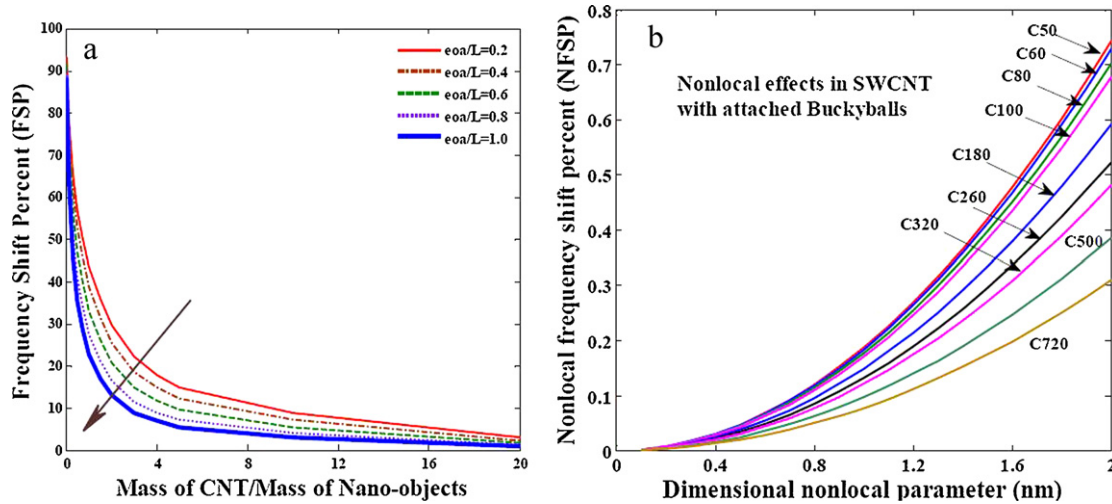 a
Frequency Shift Percent (FSP)
100
90
80
70
60
50
40
30
20
10
0
0
4
8
12
16
20
Mass of CNT/Mass of Nano-objects
eoa/L=0.2
eoa/L=0.4
eoa/L=0.6
eoa/L=0.8
eoa/L=1.0
b
Nonlocal frequency shift percent (NFSP)
0.8
0.7
0.6
0.5
0.4
0.3
0.2
0.1
0
0
0.4
0.8
1.2
1.6
2
Dimensional nonlocal parameter (nm)
Nonlocal effects in SWCNT
with attached Buckyballs
C50
C60
C80
C100
C180
C260
C320
C500
C720